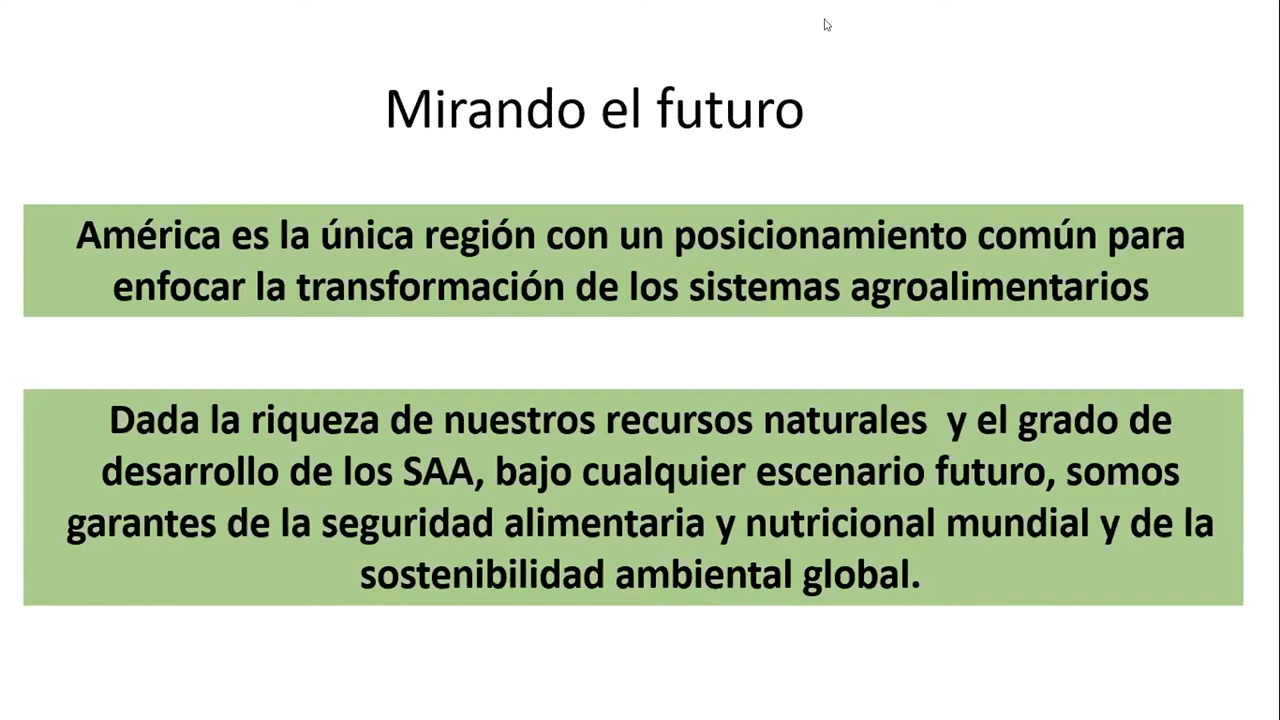 Mirando el futuro
América es la única región con un posicionamiento común para
enfocar la transformación de los sistemas agroalimentarios
Dada la riqueza de nuestros recursos naturales  y el grado de
desarrollo de los SAA, bajo cualquier escenario futuro, somos
garantes de la seguridad alimentaria y nutricional mundial y de la
sostenibilidad ambiental global.